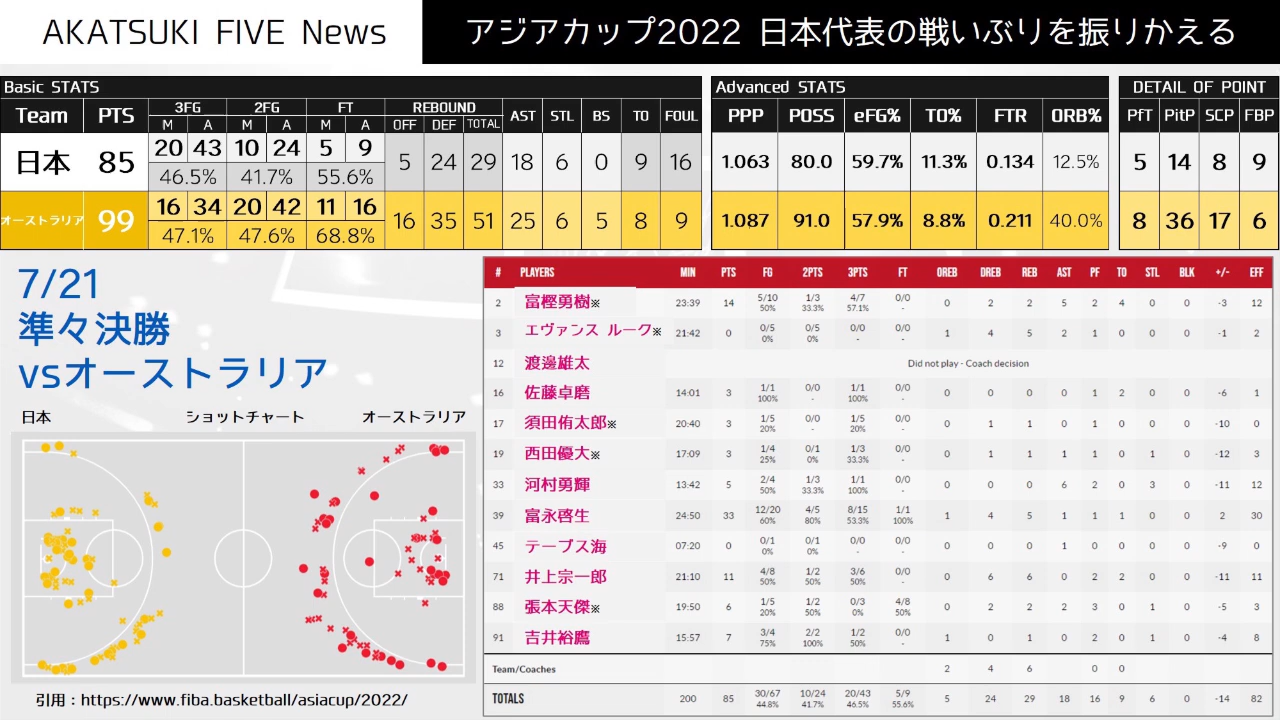 AKATSUKI FIVE News
アジアカップ2022 日本代表の戦いぶりを振りかえる
Basic STATS
Team PTS 3FG 2FG FT REBOUND AST STL BS TO FOUL
M A M A M A OFF DEF TOTAL
日本 85 20 43 10 24 5 9 5 24 29 18 6 0 9 16
46.5% 41.7% 55.6%
オーストラリア 99 16 34 20 42 11 16 16 35 51 25 6 5 8 9
47.1% 47.6% 68.8%
Advanced STATS
PPP POSS eFG% TO% FTR ORB%
1.063 80.0 59.7% 11.3% 0.134 12.5%
1.087 91.0 57.9% 8.8% 0.211 40.0%
DETAIL OF POINT
PfT PitP SCP FBP
5 14 8 9
8 36 17 6
7/21
準々決勝
vsオーストラリア
日本 ショットチャート オーストラリア
引用：https://www.fiba.basketball/asiacup/2022/
# PLAYERS MIN PTS FG 2PTS 3PTS FT OREB DREB REB AST PF TO STL BLK +/- EFF
2 富樫勇樹※ 23:39 14 5/10 1/3 4/7 0/0 0 2 2 5 2 4 0 0 -3 12
50% 33.3% 57.1% -
3 エヴァンス ルーク※ 21:42 0 0/5 0/5 0/0 0/0 1 4 5 2 1 0 0 0 -1 2
0% 0% - -
12 渡邊雄太 Did not play - Coach decision
16 佐藤卓磨 14:01 3 1/1 0/0 1/1 0/0 0 0 0 0 1 2 0 0 -6 1
100% - 100% -
17 須田侑太郎※ 20:40 3 1/5 0/0 1/5 0/0 0 1 1 0 1 0 0 0 -10 0
20% - 20% -
19 西田優大※ 17:09 3 1/4 0/1 1/3 0/0 0 1 1 1 1 0 1 0 -12 3
25% 0% 33.3% -
33 河村勇輝 13:42 5 2/4 1/3 1/1 0/0 0 0 0 6 2 0 3 0 -11 12
50% 33.3% 100% -
39 富永啓生 24:50 33 12/20 4/5 8/15 1/1 1 4 5 1 1 1 0 0 2 30
60% 80% 53.3% 100%
45 テーブス海 07:20 0 0/1 0/1 0/0 0/0 0 0 0 1 0 0 0 0 -9 0
0% 0% - -
71 井上宗一郎 21:10 11 4/8 1/2 3/6 0/0 0 6 6 0 2 2 0 0 -11 11
50% 50% 50% -
88 張本天傑※ 19:50 6 1/5 1/2 0/3 4/8 0 2 2 2 3 0 1 0 -5 3
20% 50% 0% 50%
91 吉井裕鷹 15:57 7 3/4 2/2 1/2 0/0 1 0 1 0 2 0 1 0 -4 8
75% 100% 50% -
Team/Coaches 2 4 6 0 0
TOTALS 200 85 30/67 10/24 20/43 5/9 5 24 29 18 16 9 6 0 -14 82
44.8% 41.7% 46.5% 55.6%